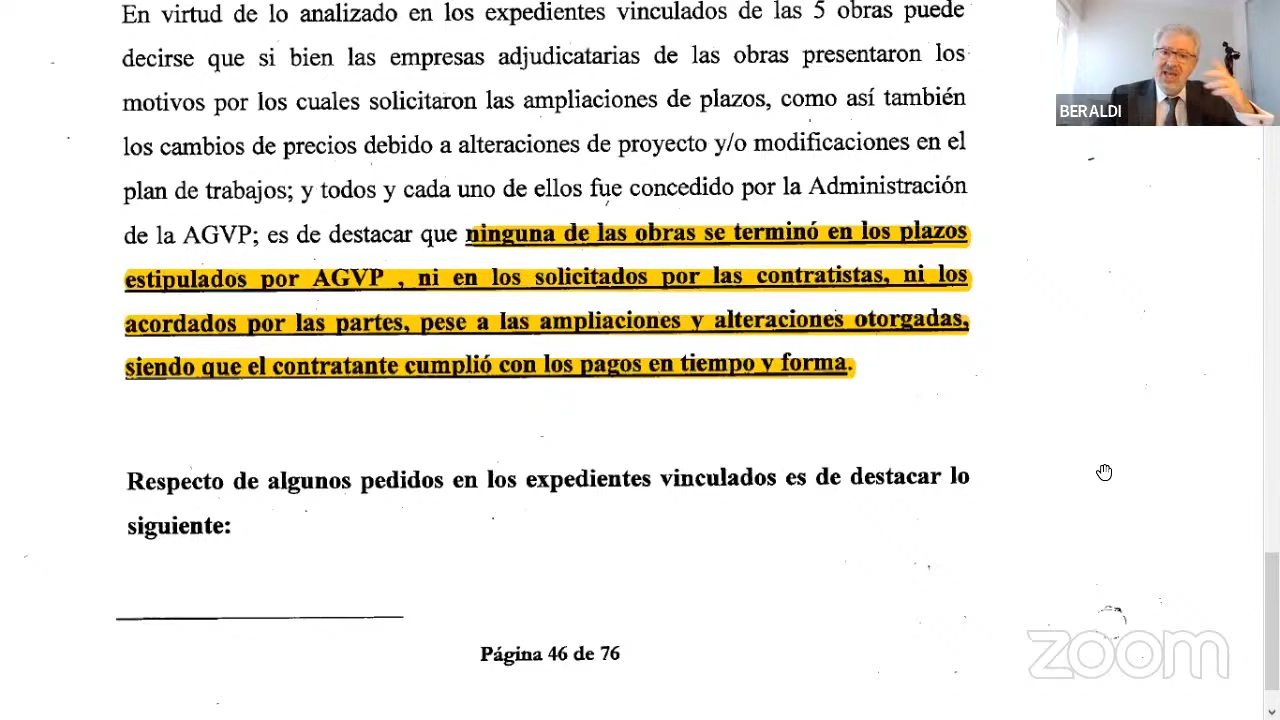 En virtud de lo analizado en los expedientes vinculados de las 5 obras puede
decirse que si bien las empresas adjudicatarias de las obras presentaron los
motivos por los cuales solicitaron las ampliaciones de plazos, como así también
los cambios de precios debido a alteraciones de proyecto y/o modificaciones en el
plan de trabajos; y todos y cada uno de ellos fue concedido por la Administración
de la AGVP; es de destacar que ninguna de las obras se terminó en los plazos
estipulados por AGVP , ni en los solicitados por las contratistas, ni los
acordados por las partes, pese a las ampliaciones y alteraciones otorgadas,
siendo que el contratante cumplió con los pagos en tiempo y forma.
Respecto de algunos pedidos en los expedientes vinculados es de destacar lo
siguiente:
Página 46 de 76
BERALDI
zoom